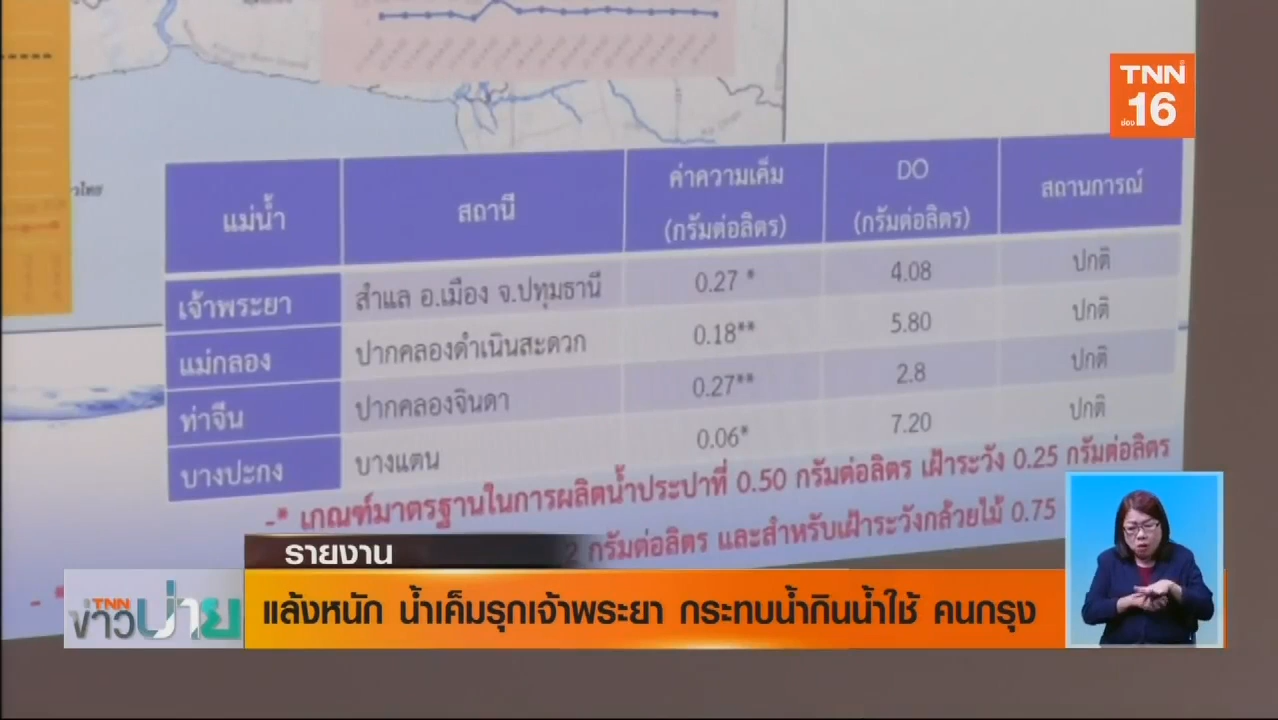 TNN
ช่อง 16
แม่น้ำ
สถานี
ค่าความเค็ม
(กรัมต่อลิตร)
DO
(กรัมต่อลิตร)
สถานการณ์
เจ้าพระยา
สำแล อ.เมือง จ.ปทุมธานี
0.27 *
4.08
ปกติ
แม่กลอง
ปากคลองดำเนินสะดวก
0.18**
5.80
ปกติ
ท่าจีน
ปากคลองจินดา
0.27**
2.8
ปกติ
บางปะกง
บางแตน
0.06*
7.20
ปกติ
-* เกณฑ์มาตรฐานในการผลิตน้ำประปาที่ 0.50 กรัมต่อลิตร เฝ้าระวัง 0.25 กรัมต่อลิตร
2 กรัมต่อลิตร และสำหรับเฝ้าระวังกล้วยไม้ 0.75
รายงาน
TNN
ข่าวบ่าย
แล้งหนัก น้ำเค็มรุกเจ้าพระยา กระทบน้ำกินน้ำใช้ คนกรุง